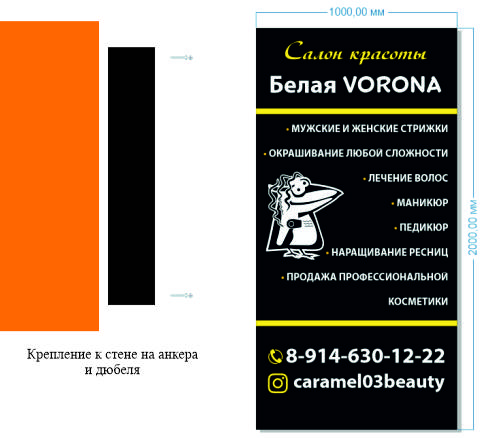 1000,00 мм
Салон красоты
Белая VORONA
• МУЖСКИЕ И ЖЕНСКИЕ СТРИЖКИ
• ОКРАШИВАНИЕ ЛЮБОЙ СЛОЖНОСТИ
• ЛЕЧЕНИЕ ВОЛОС
• МАНИКЮР
• ПЕДИКЮР
• НАРАЩИВАНИЕ РЕСНИЦ
• ПРОДАЖА ПРОФЕССИОНАЛЬНОЙ
КОСМЕТИКИ
8-914-630-12-22
caramel03beauty
2000,00 мм
Крепление к стене на анкера
и дюбеля